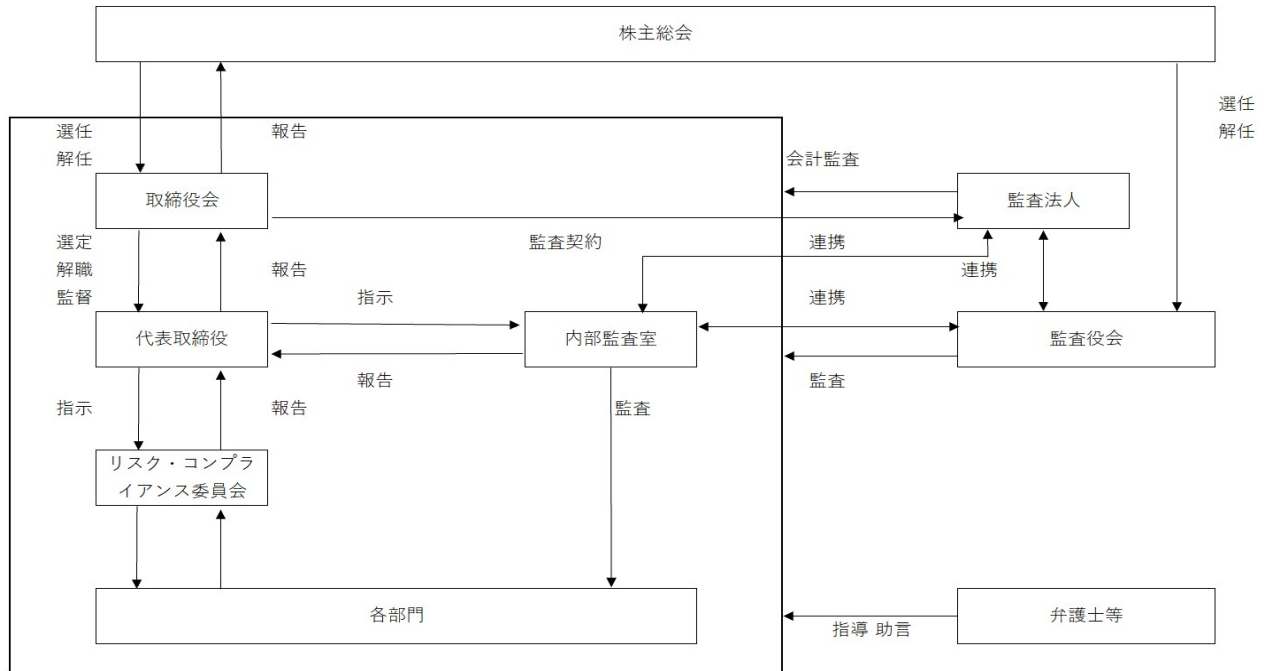 株主総会
選任
解任
選任
解任
報告
会計監査
取締役会
監査法人
選定
解職
監督
報告
監査契約
連携
連携
指示
連携
代表取締役
内部監査室
監査役会
報告
監査
指示
報告
監査
リスク・コンプラ
イアンス委員会
各部門
弁護士等
指導 助言